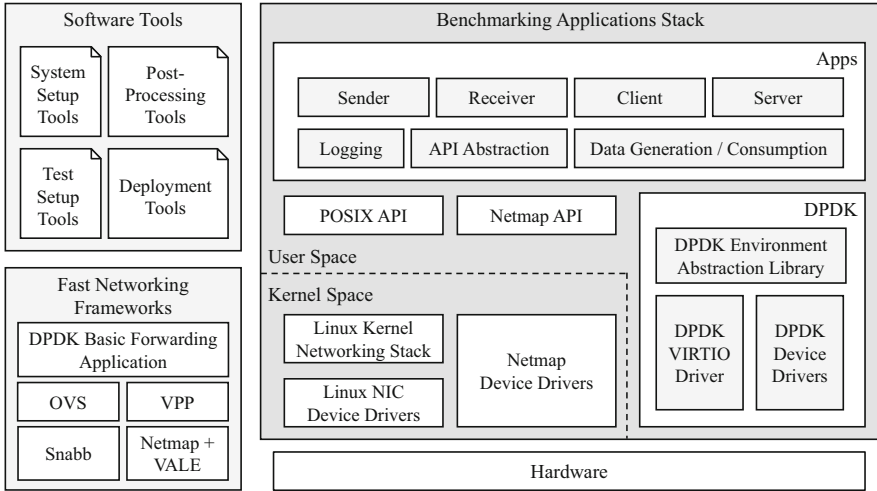 Software Tools
System
Setup
Tools
Post-
Processing
Tools
Test
Setup
Tools
Deployment
Tools
Fast Networking
Frameworks
DPDK Basic Forwarding
Application
OVS
VPP
Snabb
Netmap +
VALE
Benchmarking Applications Stack
Apps
Sender
Receiver
Client
Server
Logging
API Abstraction
Data Generation / Consumption
POSIX API
Netmap API
User Space
Kernel Space
Linux Kernel
Networking Stack
Linux NIC
Device Drivers
Netmap
Device Drivers
DPDK
DPDK Environment
Abstraction Library
DPDK
VIRTIO
Driver
DPDK
Device
Drivers
Hardware